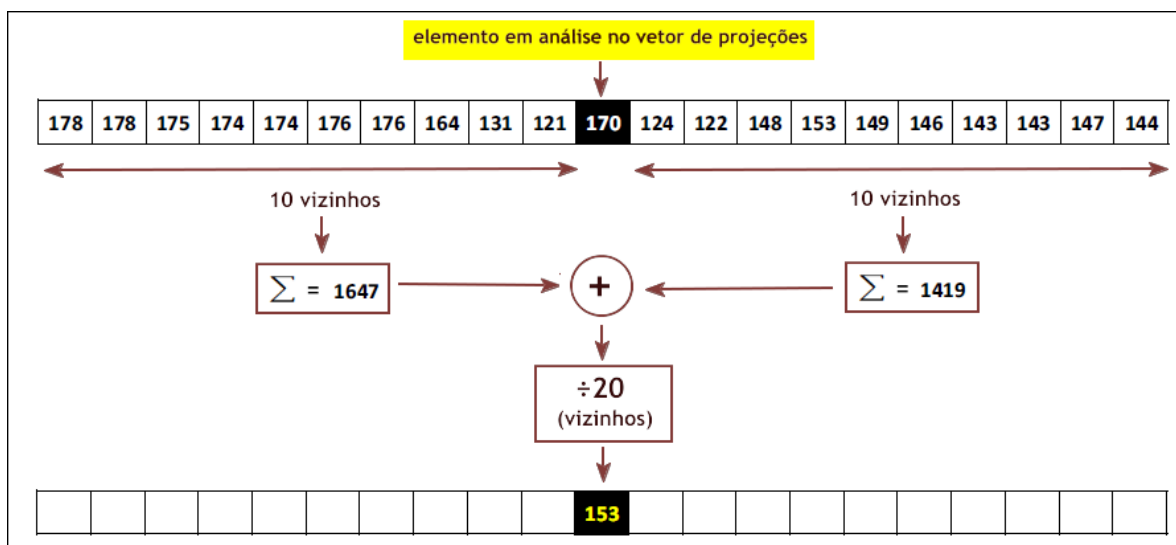 elemento em análise no vetor de projeções
178 178 175 174 174 176 176 164 131 121 170 124 122 148 153 149 146 143 143 147 144
10 vizinhos 10 vizinhos
∑ = 1647 + ∑ = 1419
÷20
(vizinhos)
153